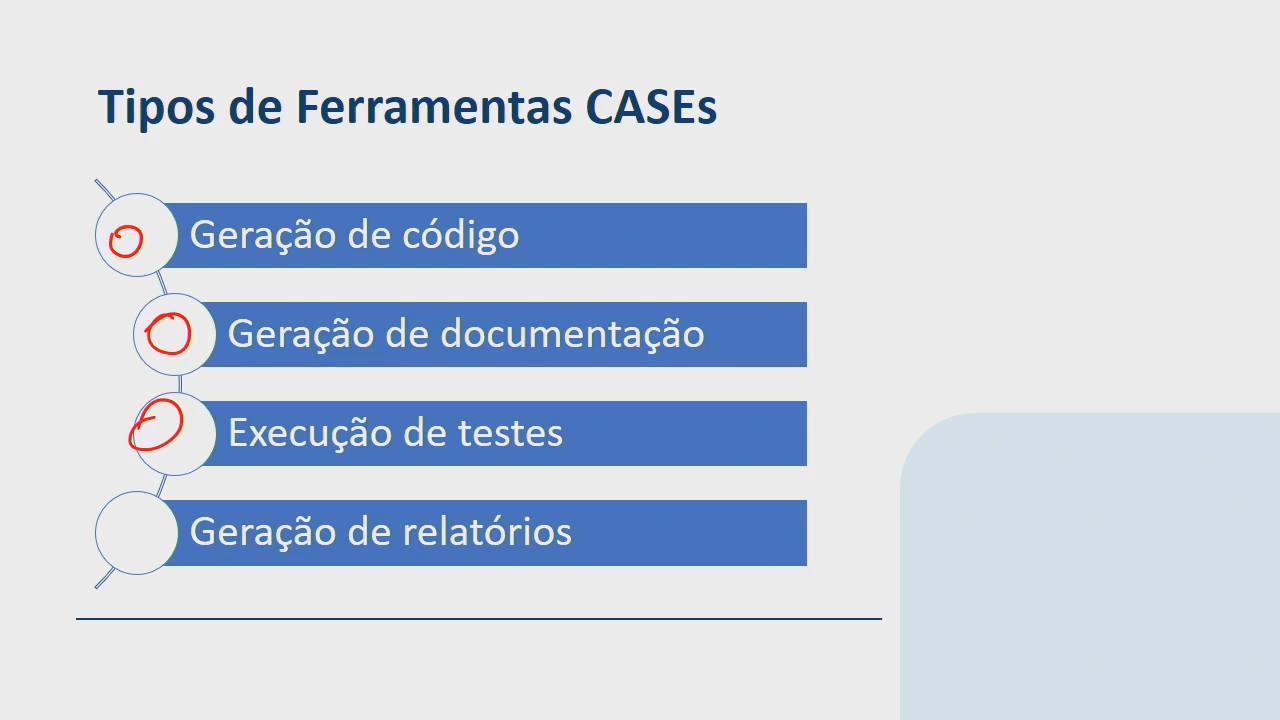 Tipos de Ferramentas CASEs
Geração de código
Geração de documentação
Execução de testes
Geração de relatórios